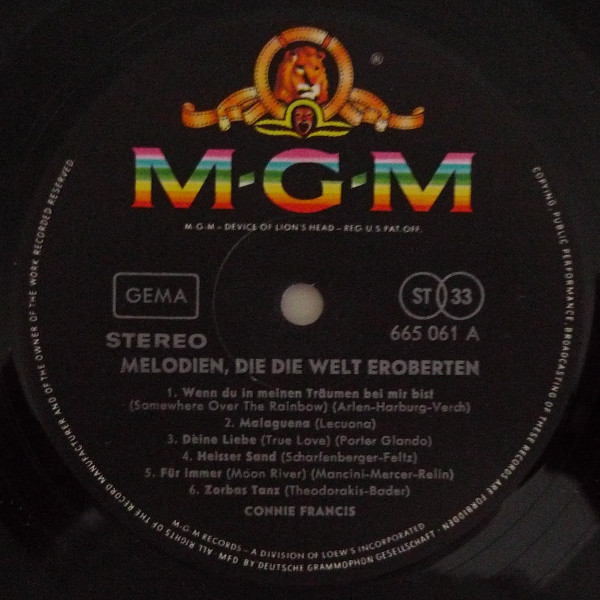 ®
M·G·M
M·G·M – DEVICE OF LION'S HEAD – REG. U.S. PAT. OFF.
GEMA
ST 33
STEREO
665 061 A
MELODIEN, DIE DIE WELT EROBERTEN
1. Wenn du in meinen Träumen bei mir bist
(Somewhere Over The Rainbow) (Arlen-Harburg-Verch)
2. Malaguena (Lecuona)
3. Deine Liebe (True Love) (Porter Glando)
4. Heisser Sand (Scharfenberger-Feltz)
5. Für immer (Moon River) (Mancini-Mercer-Relin)
6. Zorbas Tanz (Theodorakis-Bader)
CONNIE FRANCIS
M·G·M RECORDS – A DIVISION OF LOEW'S INCORPORATED
MFD. BY DEUTSCHE GRAMMOPHON GESELLSCHAFT ·
ALL RIGHTS OF THE RECORD MANUFACTURER AND OF THE OWNER OF THE WORK RECORDED RESERVED
COPYING, PUBLIC PERFORMANCE, BROADCASTING OF THESE RECORDS ARE FORBIDDEN